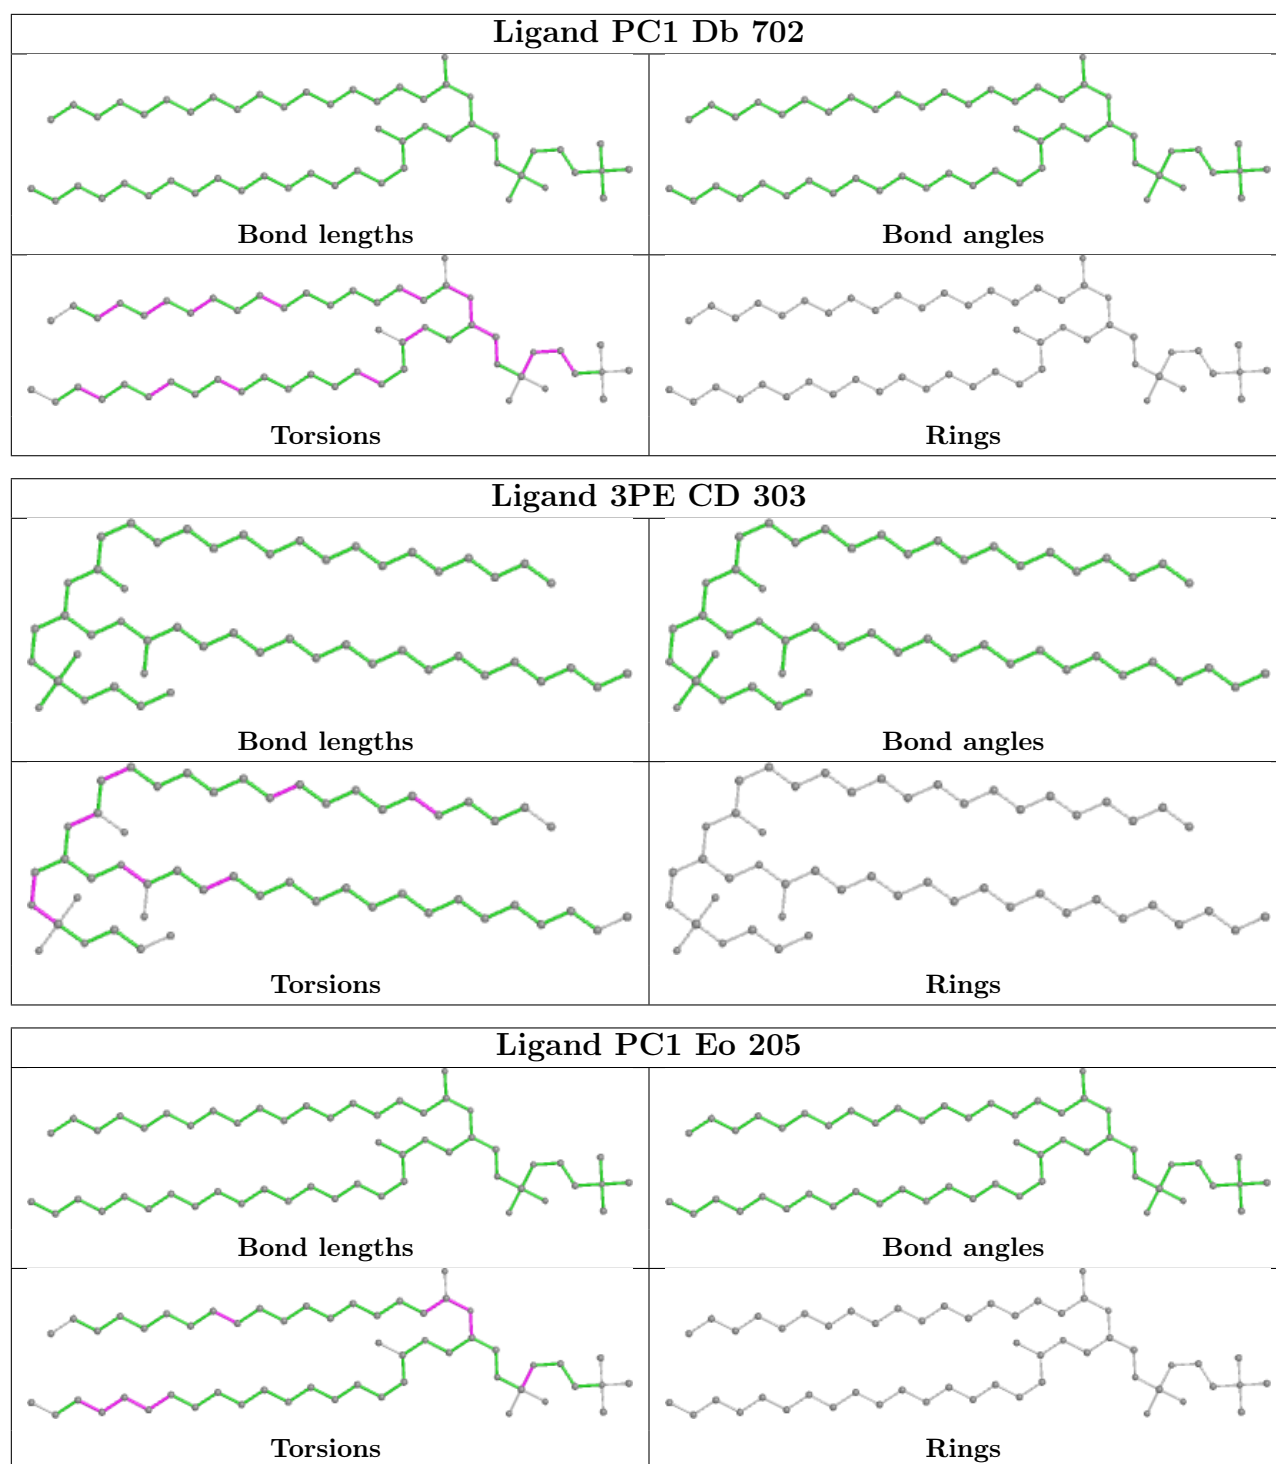 Ligand PC1 Db 702
Bond lengths
Bond angles
Torsions
Rings
Ligand 3PE CD 303
Bond lengths
Bond angles
Torsions
Rings
Ligand PC1 Eo 205
Bond lengths
Bond angles
Torsions
Rings